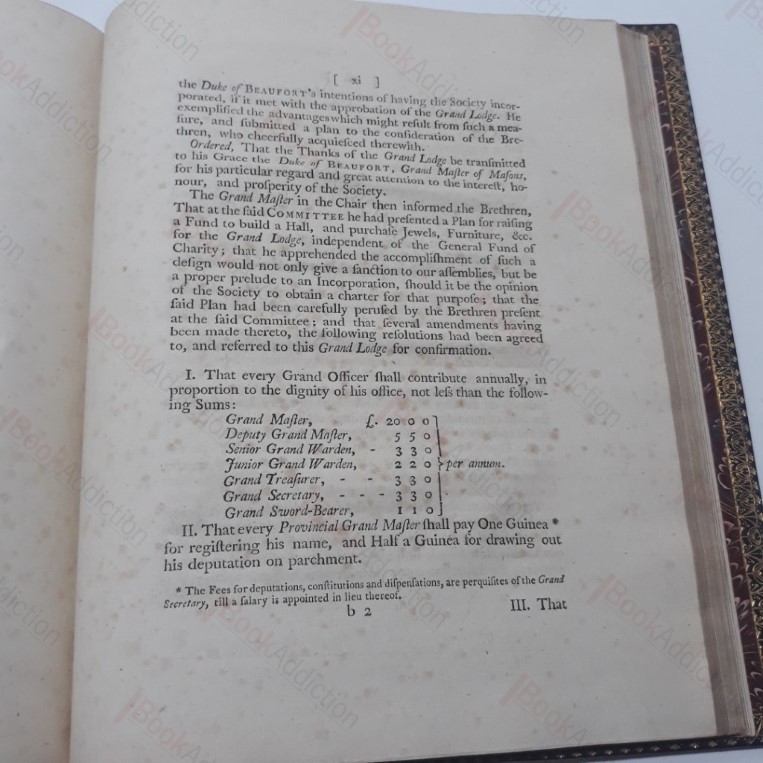 [ xi ]
the Duke of BEAUFORT's intentions of having the Society incor-
porated, if it met with the approbation of the Grand Lodge. He
exemplified the advantages which might reſult from ſuch a mea-
ſure, and ſubmitted a plan to the conſideration of the Bre-
thren, who cheerfully acquieſced therewith.
Ordered, That the Thanks of the Grand Lodge be tranſmitted
to his Grace the Duke of BEAUFORT, Grand Maſter of Maſons,
for his particular regard and great attention to the intereſt, ho-
nour, and proſperity of the Society.
The Grand Maſter in the Chair then informed the Brethren,
That at the ſaid COMMITTEE he had preſented a Plan for raiſing
a Fund to build a Hall, and purchaſe Jewels, Furniture, &c.
for the Grand Lodge, independent of the General Fund of
Charity; that he apprehended the accompliſhment of ſuch a
deſign would not only give a ſanction to our aſſemblies, but be
a proper prelude to an Incorporation, ſhould it be the opinion
of the Society to obtain a charter for that purpoſe; that the
ſaid Plan had been carefully peruſed by the Brethren preſent
at the ſaid Committee; and that ſeveral amendments having
been made thereto, the following reſolutions had been agreed
to, and referred to this Grand Lodge for confirmation.
I. That every Grand Officer ſhall contribute annually, in
proportion to the dignity of his office, not leſs than the follow-
ing Sums:
Grand Maſter, £. 20 0 0
Deputy Grand Maſter, 5 5 0
Senior Grand Warden, - 3 3 0
Junior Grand Warden, 2 2 0 } per annum.
Grand Treaſurer, - - 3 3 0
Grand Secretary, - - - 3 3 0
Grand Sword-Bearer, 1 1 0
II. That every Provincial Grand Maſter ſhall pay One Guinea *
for regiſtering his name, and Half a Guinea for drawing out
his deputation on parchment.
* The Fees for deputations, conſtitutions and diſpenſations, are perquiſites of the Grand
Secretary, till a ſalary is appointed in lieu thereof.
b 2 III. That
BookAddiction